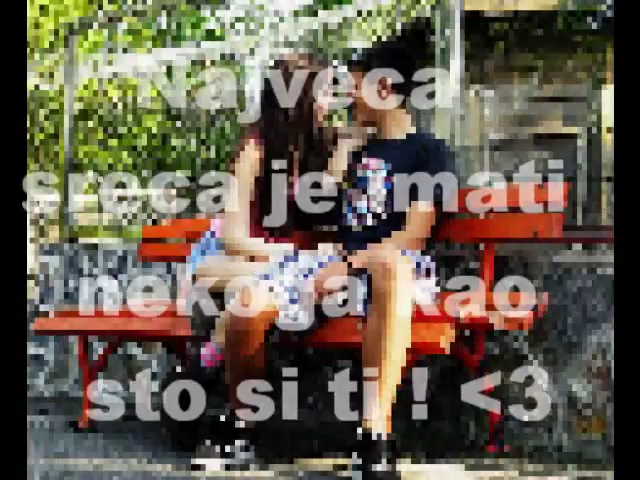 Najveca
sreca je imati
nekoga kao
sto si ti ! <3